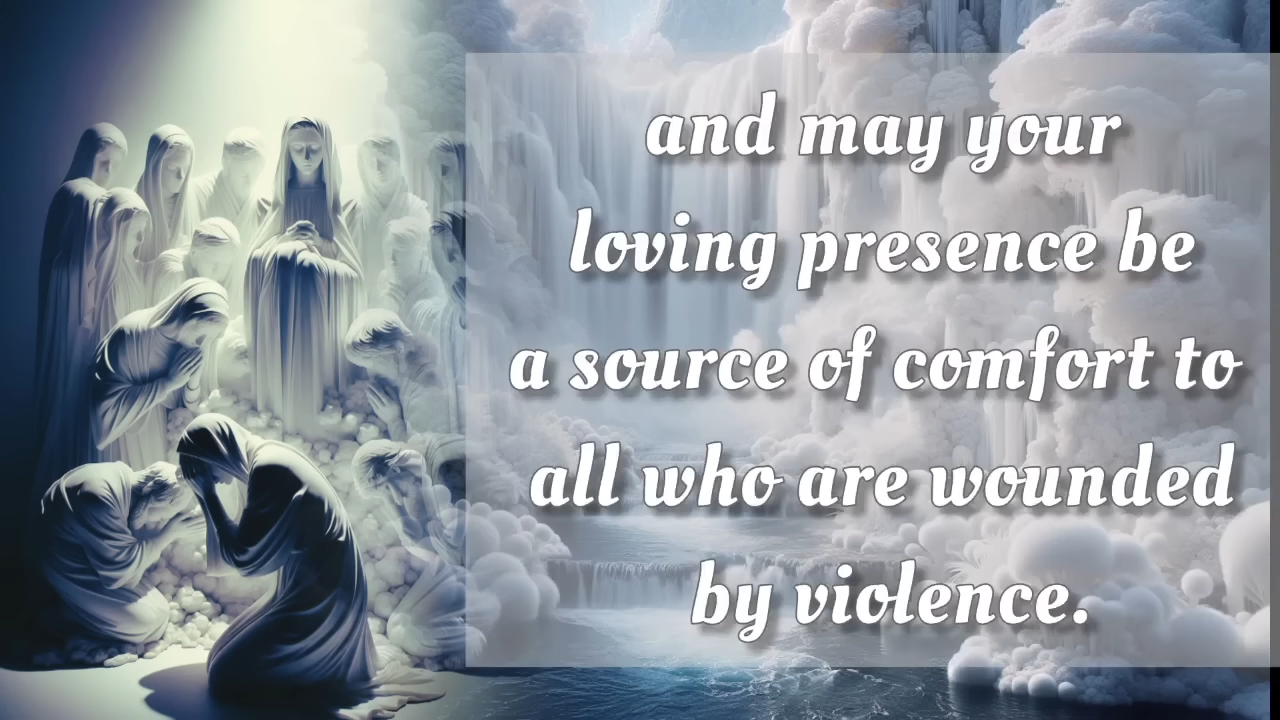 and may your
loving presence be
a source of comfort to
all who are wounded
by violence.